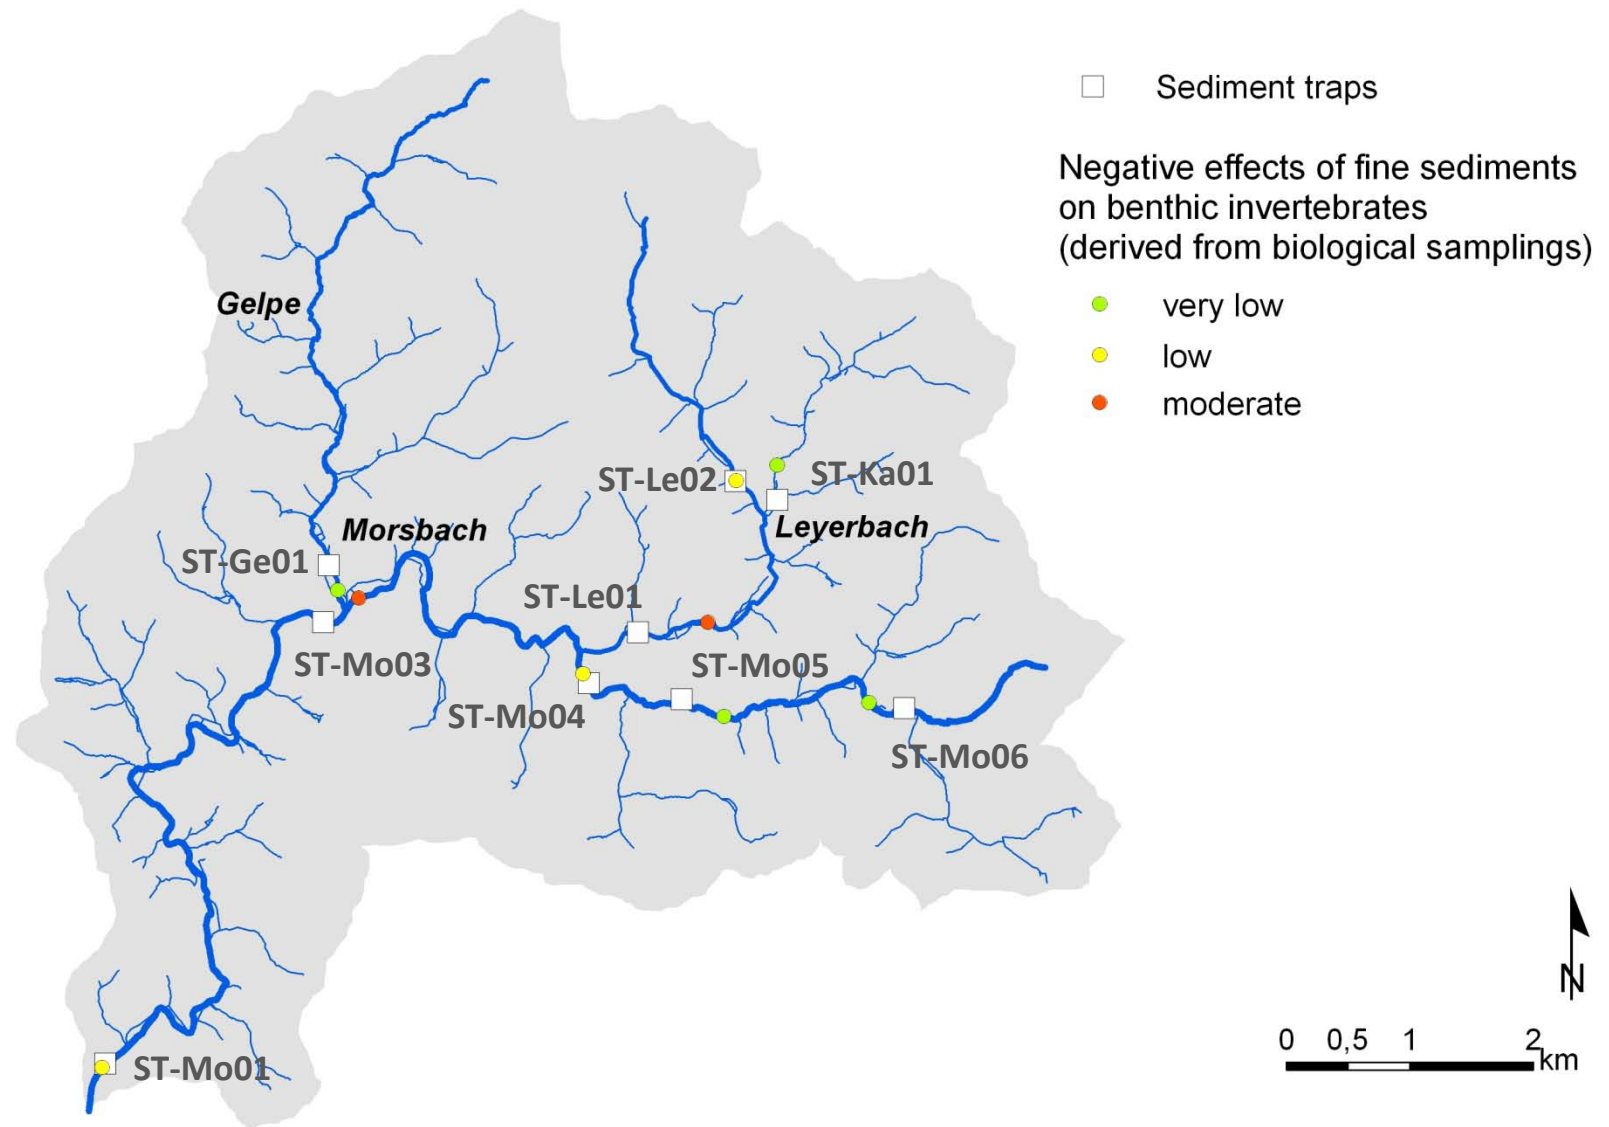 Sediment traps
Negative effects of fine sediments
on benthic invertebrates
(derived from biological samplings)
very low
low
moderate
Gelpe
ST-Le02
ST-Ka01
Leyerbach
Morsbach
ST-Ge01
ST-Le01
ST-Mo03
ST-Mo05
ST-Mo04
ST-Mo06
ST-Mo01
N
0 0,5 1 2
km